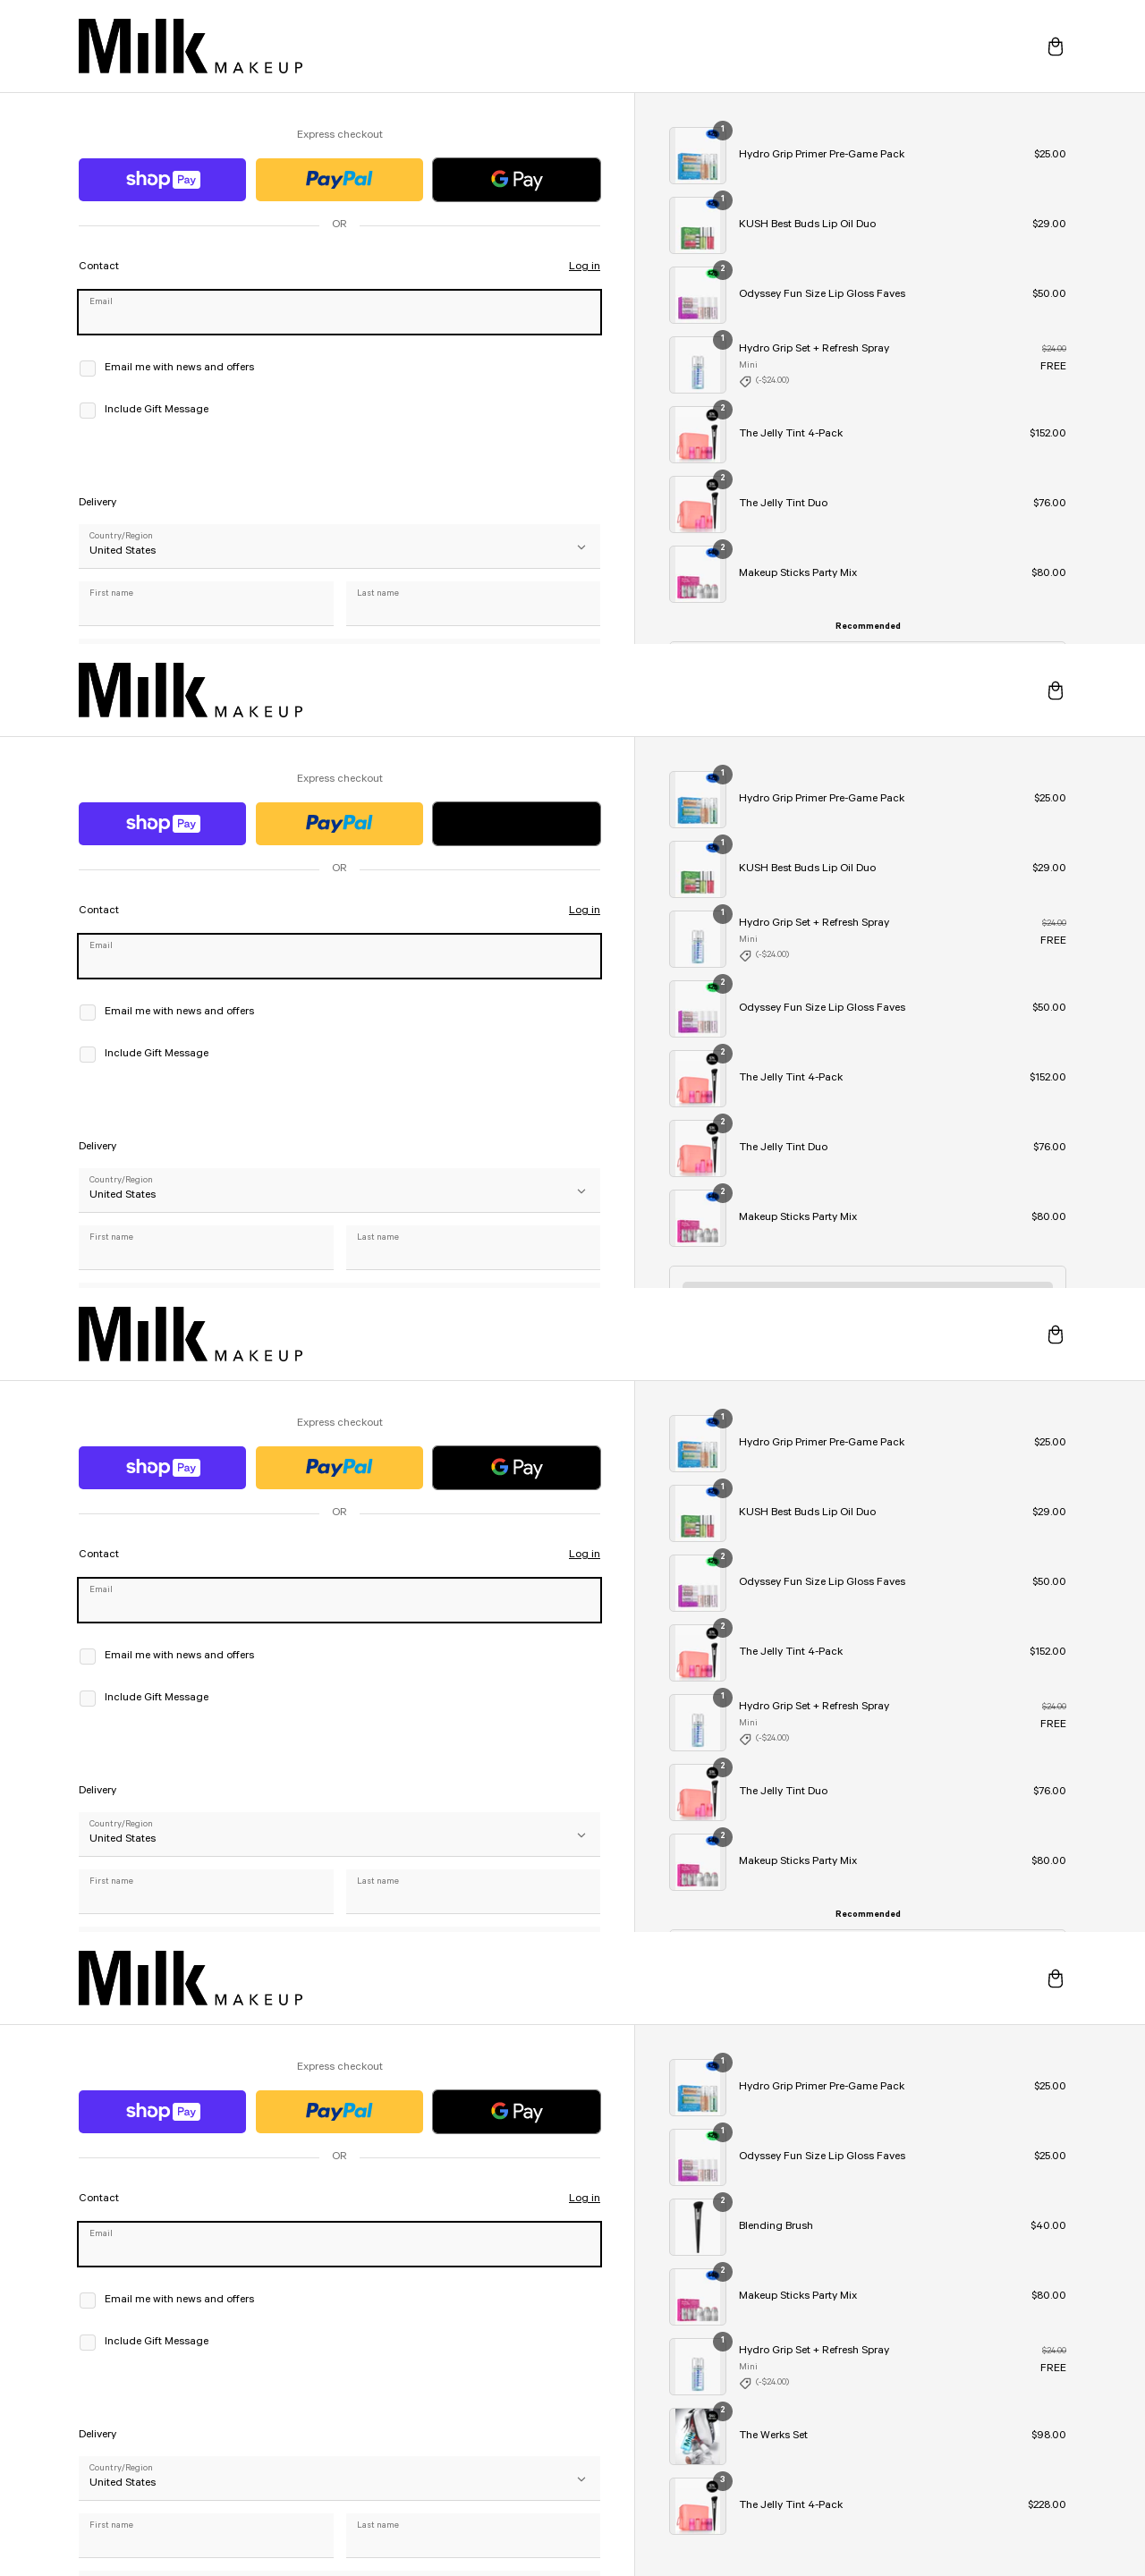 Milk MAKEUP
Express checkout
shop Pay
PayPal
G Pay
OR
Contact
Log in
Email
Email me with news and offers
Include Gift Message
Delivery
Country/Region
United States
First name
Last name
1
Hydro Grip Primer Pre-Game Pack
$25.00
1
KUSH Best Buds Lip Oil Duo
$29.00
2
Odyssey Fun Size Lip Gloss Faves
$50.00
1
Hydro Grip Set + Refresh Spray
$24.00
Mini
FREE
(-$24.00)
2
The Jelly Tint 4-Pack
$152.00
2
The Jelly Tint Duo
$76.00
2
Makeup Sticks Party Mix
$80.00
Recommended
Milk MAKEUP
Express checkout
shop Pay
PayPal
OR
Contact
Log in
Email
Email me with news and offers
Include Gift Message
Delivery
Country/Region
United States
First name
Last name
1
Hydro Grip Primer Pre-Game Pack
$25.00
1
KUSH Best Buds Lip Oil Duo
$29.00
1
Hydro Grip Set + Refresh Spray
$24.00
Mini
FREE
(-$24.00)
2
Odyssey Fun Size Lip Gloss Faves
$50.00
2
The Jelly Tint 4-Pack
$152.00
2
The Jelly Tint Duo
$76.00
2
Makeup Sticks Party Mix
$80.00
Milk MAKEUP
Express checkout
shop Pay
PayPal
G Pay
OR
Contact
Log in
Email
Email me with news and offers
Include Gift Message
Delivery
Country/Region
United States
First name
Last name
1
Hydro Grip Primer Pre-Game Pack
$25.00
1
KUSH Best Buds Lip Oil Duo
$29.00
2
Odyssey Fun Size Lip Gloss Faves
$50.00
2
The Jelly Tint 4-Pack
$152.00
1
Hydro Grip Set + Refresh Spray
$24.00
Mini
FREE
(-$24.00)
2
The Jelly Tint Duo
$76.00
2
Makeup Sticks Party Mix
$80.00
Recommended
Milk MAKEUP
Express checkout
shop Pay
PayPal
G Pay
OR
Contact
Log in
Email
Email me with news and offers
Include Gift Message
Delivery
Country/Region
United States
First name
Last name
1
Hydro Grip Primer Pre-Game Pack
$25.00
1
Odyssey Fun Size Lip Gloss Faves
$25.00
2
Blending Brush
$40.00
2
Makeup Sticks Party Mix
$80.00
1
Hydro Grip Set + Refresh Spray
$24.00
Mini
FREE
(-$24.00)
2
The Werks Set
$98.00
3
The Jelly Tint 4-Pack
$228.00